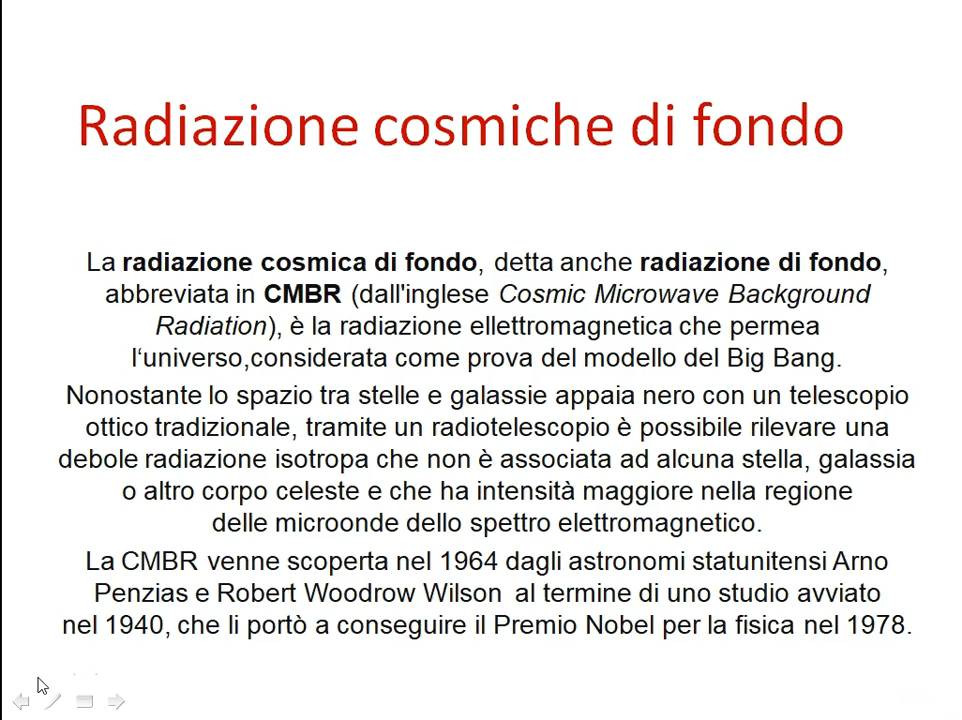 Radiazione cosmiche di fondo
La radiazione cosmica di fondo, detta anche radiazione di fondo,
abbreviata in CMBR (dall'inglese Cosmic Microwave Background
Radiation), è la radiazione ellettromagnetica che permea
l‘universo,considerata come prova del modello del Big Bang.
Nonostante lo spazio tra stelle e galassie appaia nero con un telescopio
ottico tradizionale, tramite un radiotelescopio è possibile rilevare una
debole radiazione isotropa che non è associata ad alcuna stella, galassia
o altro corpo celeste e che ha intensità maggiore nella regione
delle microonde dello spettro elettromagnetico.
La CMBR venne scoperta nel 1964 dagli astronomi statunitensi Arno
Penzias e Robert Woodrow Wilson al termine di uno studio avviato
nel 1940, che li portò a conseguire il Premio Nobel per la fisica nel 1978.